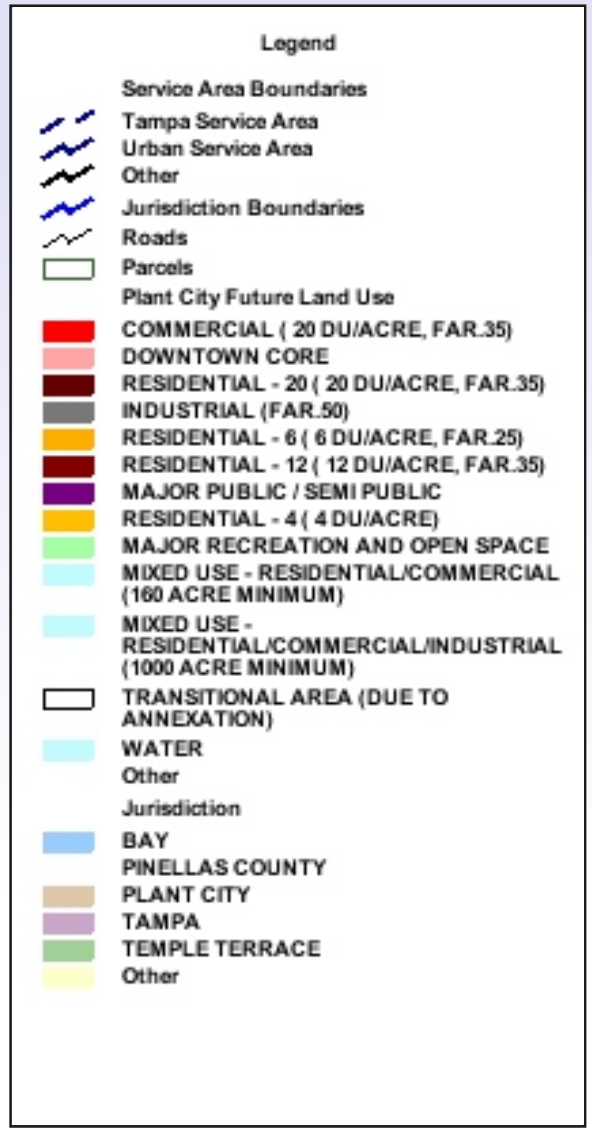 Legend
Service Area Boundaries
Tampa Service Area
Urban Service Area
Other
Jurisdiction Boundaries
Roads
Parcels
Plant City Future Land Use
COMMERCIAL ( 20 DU/ACRE, FAR.35)
DOWNTOWN CORE
RESIDENTIAL - 20 ( 20 DU/ACRE, FAR.35)
INDUSTRIAL (FAR.50)
RESIDENTIAL - 6 ( 6 DU/ACRE, FAR.25)
RESIDENTIAL - 12 ( 12 DU/ACRE, FAR.35)
MAJOR PUBLIC / SEMI PUBLIC
RESIDENTIAL - 4 ( 4 DU/ACRE)
MAJOR RECREATION AND OPEN SPACE
MIXED USE - RESIDENTIAL/COMMERCIAL
(160 ACRE MINIMUM)
MIXED USE -
RESIDENTIAL/COMMERCIAL/INDUSTRIAL
(1000 ACRE MINIMUM)
TRANSITIONAL AREA (DUE TO
ANNEXATION)
WATER
Other
Jurisdiction
BAY
PINELLAS COUNTY
PLANT CITY
TAMPA
TEMPLE TERRACE
Other